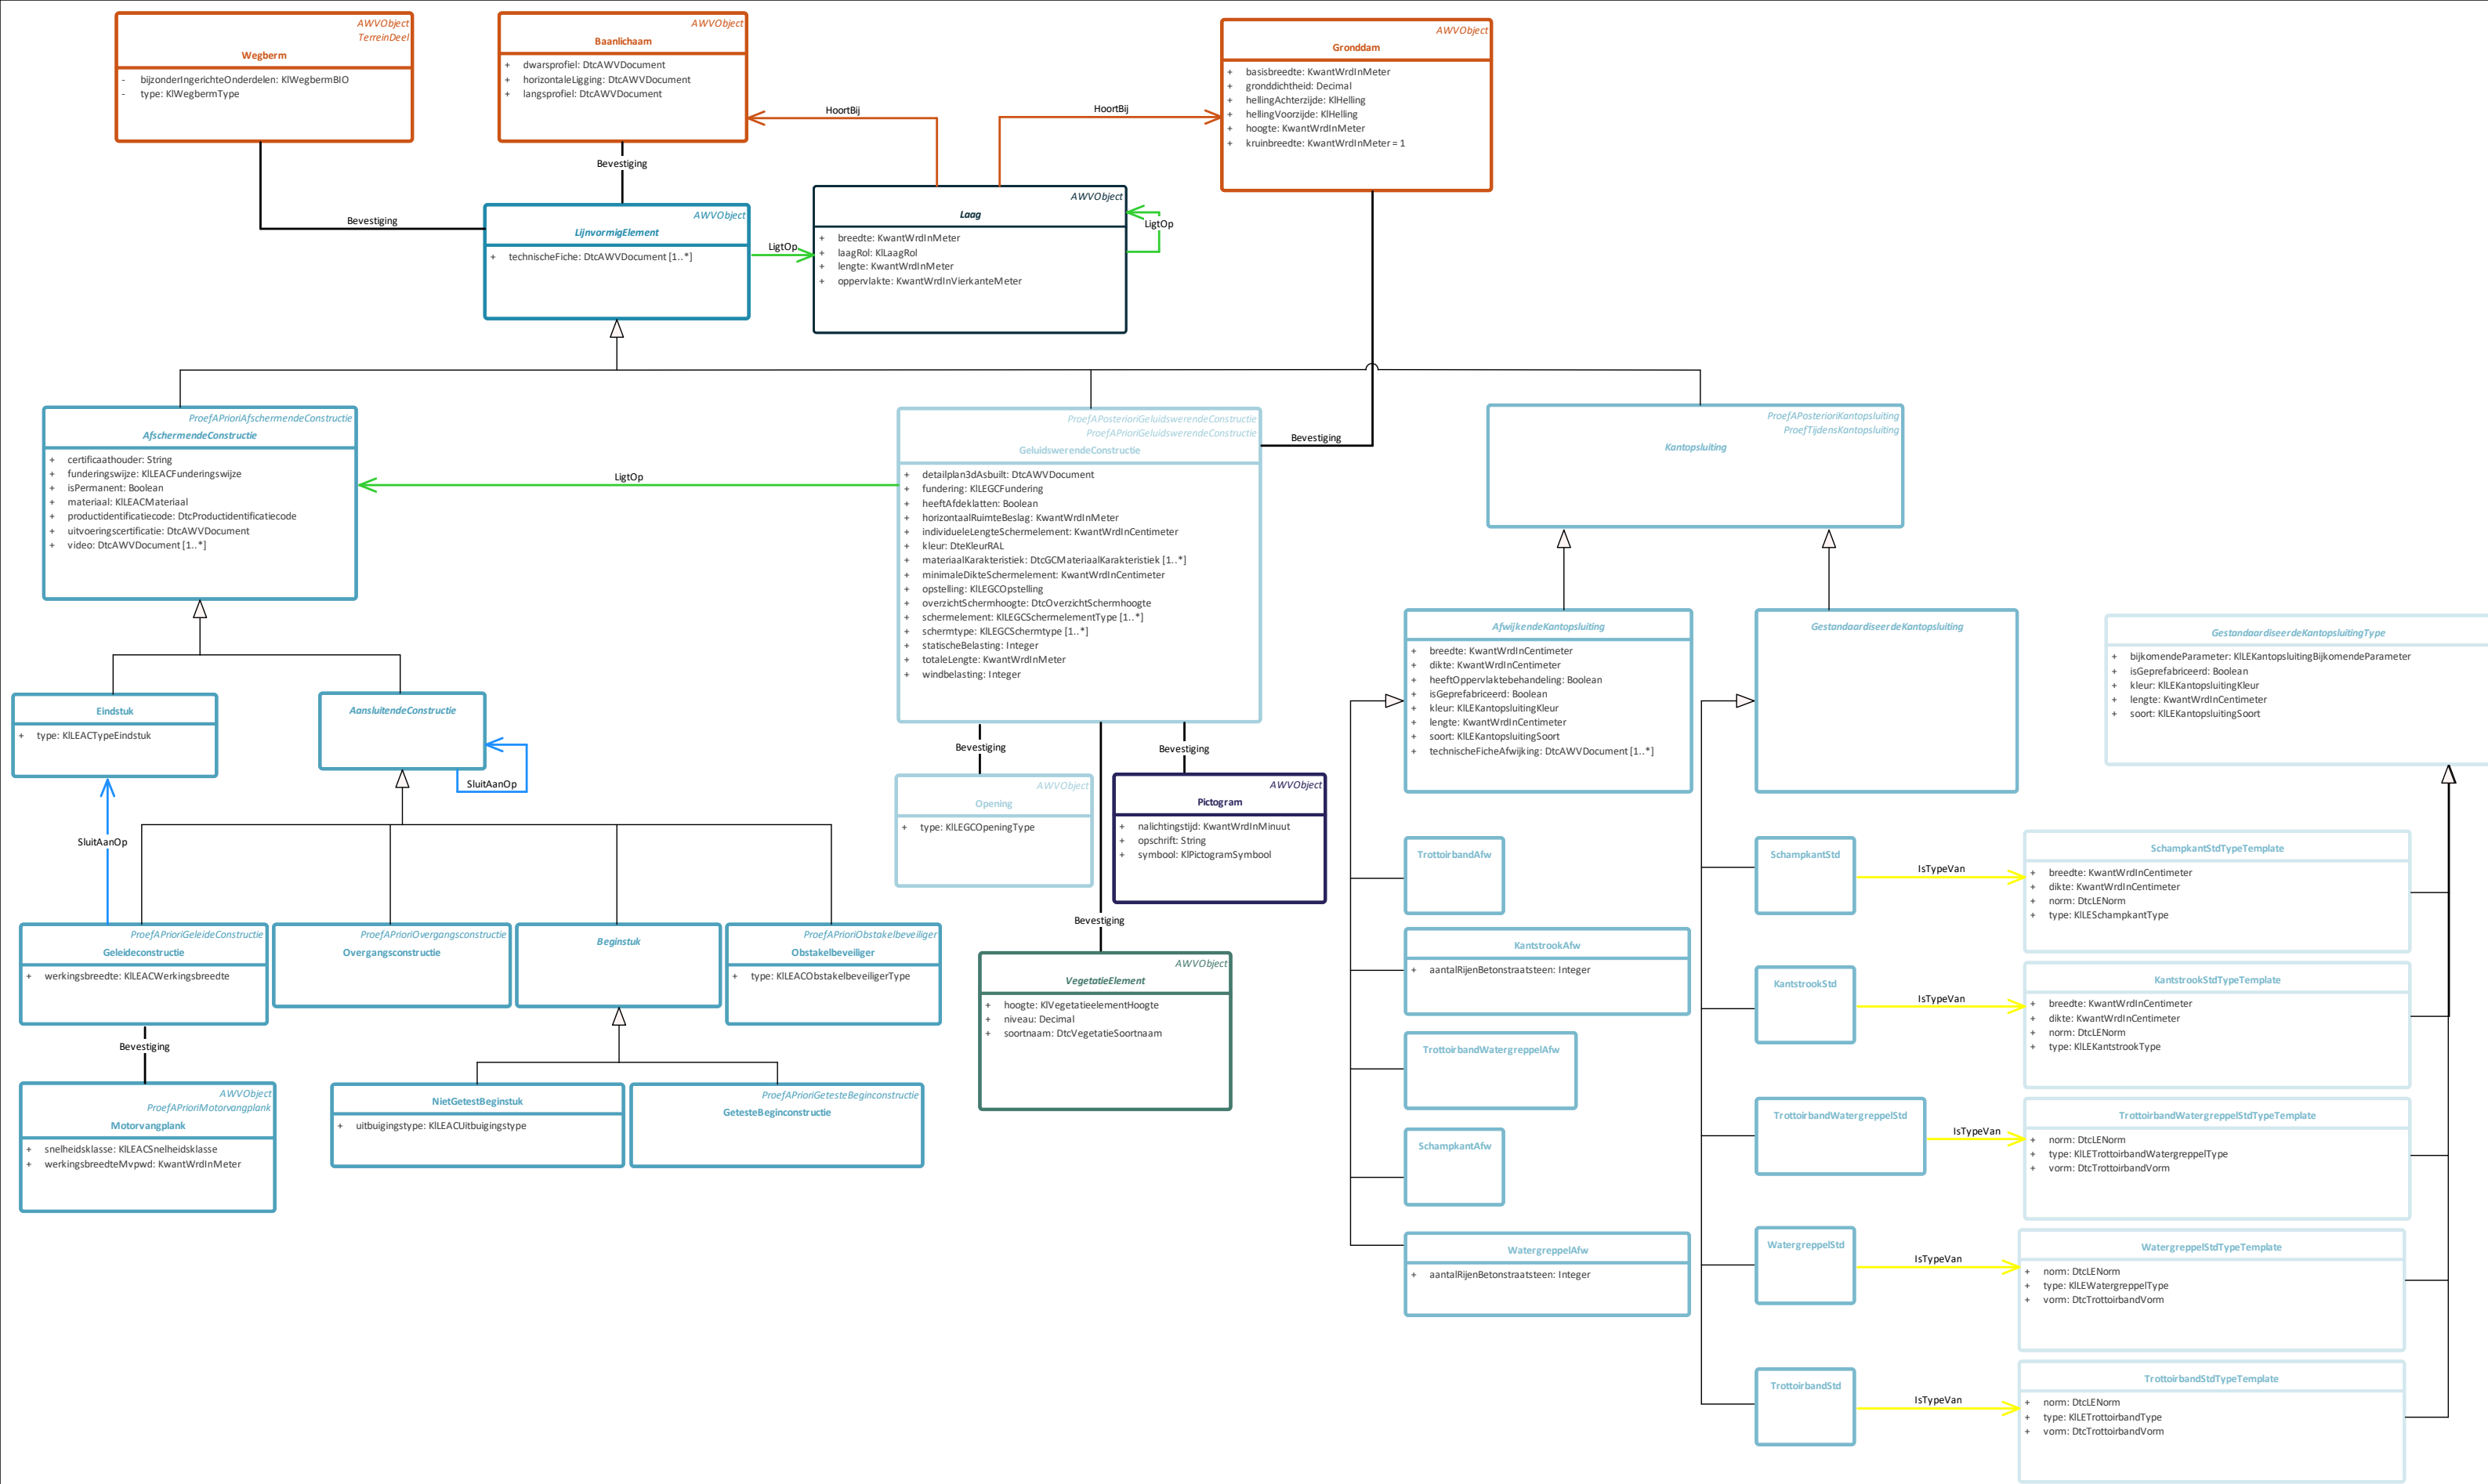 AWVObject
TerreinDeel
Wegberm
- bijzonderIngerichteOnderdelen: KlWegbermBIO
- type: KlWegbermType
AWVObject
Baanlichaam
+ dwarsprofiel: DtcAWVDocument
+ horizontaleLigging: DtcAWVDocument
+ langsprofiel: DtcAWVDocument
AWVObject
Gronddam
+ basisbreedte: KwantWrdInMeter
+ gronddichtheid: Decimal
+ hellingAchterzijde: KlHelling
+ hellingVoorzijde: KlHelling
+ hoogte: KwantWrdInMeter
+ kruinbreedte: KwantWrdInMeter = 1
HoortBij
HoortBij
Bevestiging
Bevestiging
AWVObject
LijnvormigElement
+ technischeFiche: DtcAWVDocument [1..*]
LigtOp
AWVObject
Laag
+ breedte: KwantWrdInMeter
+ laagRol: KlLaagRol
+ lengte: KwantWrdInMeter
+ oppervlakte: KwantWrdInVierkanteMeter
LigtOp
ProefAPrioriAfschermendeConstructie
AfschermendeConstructie
+ certificaathouder: String
+ funderingswijze: KlLEACFunderingswijze
+ isPermanent: Boolean
+ materiaal: KlLEACMateriaal
+ productidentificatiecode: DtcProductidentificatiecode
+ uitvoeringscertificatie: DtcAWVDocument
+ video: DtcAWVDocument [1..*]
LigtOp
ProefAPosterioriGeluidswerendeConstructie
ProefAPrioriGeluidswerendeConstructie
GeluidswerendeConstructie
+ detailplan3dAsbuilt: DtcAWVDocument
+ fundering: KlLEGCFundering
+ heeftAfdeklatten: Boolean
+ horizontaalRuimteBeslag: KwantWrdInMeter
+ individueleLengteSchermelement: KwantWrdInCentimeter
+ kleur: DteKleurRAL
+ materiaalKarakteristiek: DtcGCMateriaalKarakteristiek [1..*]
+ minimaleDikteSchermelement: KwantWrdInCentimeter
+ opstelling: KlLEGCOpstelling
+ overzichtSchermhoogte: DtcOverzichtSchermhoogte
+ schermelement: KlLEGCSchermelementType [1..*]
+ schermtype: KlLEGCSchermtype [1..*]
+ statischeBelasting: Integer
+ totaleLengte: KwantWrdInMeter
+ windbelasting: Integer
Bevestiging
ProefAPosterioriKantopsluiting
ProefTijdensKantopsluiting
Kantopsluiting
AfwijkendeKantopsluiting
+ breedte: KwantWrdInCentimeter
+ dikte: KwantWrdInCentimeter
+ heeftOppervlaktebehandeling: Boolean
+ isGeprefabriceerd: Boolean
+ kleur: KlLEKantopsluitingKleur
+ lengte: KwantWrdInCentimeter
+ soort: KlLEKantopsluitingSoort
+ technischeFicheAfwijking: DtcAWVDocument [1..*]
GestandaardiseerdeKantopsluiting
GestandaardiseerdeKantopsluitingType
+ bijkomendeParameter: KlLEKantopsluitingBijkomendeParameter
+ isGeprefabriceerd: Boolean
+ kleur: KlLEKantopsluitingKleur
+ lengte: KwantWrdInCentimeter
+ soort: KlLEKantopsluitingSoort
Eindstuk
+ type: KlLEACTypeEindstuk
AansluitendeConstructie
SluitAanOp
SluitAanOp
Bevestiging
Bevestiging
AWVObject
Opening
+ type: KlLEGCOpeningType
AWVObject
Pictogram
+ nalichtingstijd: KwantWrdInMinuut
+ opschrift: String
+ symbool: KlPictogramSymbool
Bevestiging
AWVObject
VegetatieElement
+ hoogte: KlVegetatieelementHoogte
+ niveau: Decimal
+ soortnaam: DtcVegetatieSoortnaam
ProefAPrioriGeleideConstructie
Geleideconstructie
+ werkingsbreedte: KlLEACWerkingsbreedte
ProefAPrioriOvergangsconstructie
Overgangsconstructie
Beginstuk
ProefAPrioriObstakelbeveiliger
Obstakelbeveiliger
+ type: KlLEACObstakelbeveiligerType
Bevestiging
AWVObject
ProefAPrioriMotorvangplank
Motorvangplank
+ snelheidsklasse: KlLEACSnelheidsklasse
+ werkingsbreedteMvpwd: KwantWrdInMeter
NietGetestBeginstuk
+ uitbuigingstype: KlLEACUitbuigingstype
ProefAPrioriGetesteBeginconstructie
GetesteBeginconstructie
TrottoirbandAfw
KantstrookAfw
+ aantalRijenBetonstraatsteen: Integer
TrottoirbandWatergreppelAfw
SchampkantAfw
WatergreppelAfw
+ aantalRijenBetonstraatsteen: Integer
SchampkantStd
IsTypeVan
SchampkantStdTypeTemplate
+ breedte: KwantWrdInCentimeter
+ dikte: KwantWrdInCentimeter
+ norm: DtcLENorm
+ type: KlLESchampkantType
KantstrookStd
IsTypeVan
KantstrookStdTypeTemplate
+ breedte: KwantWrdInCentimeter
+ dikte: KwantWrdInCentimeter
+ norm: DtcLENorm
+ type: KlLEKantstrookType
TrottoirbandWatergreppelStd
IsTypeVan
TrottoirbandWatergreppelStdTypeTemplate
+ norm: DtcLENorm
+ type: KlLETrottoirbandWatergreppelType
+ vorm: DtcTrottoirbandVorm
WatergreppelStd
IsTypeVan
WatergreppelStdTypeTemplate
+ norm: DtcLENorm
+ type: KlLEWatergreppelType
+ vorm: DtcTrottoirbandVorm
TrottoirbandStd
IsTypeVan
TrottoirbandStdTypeTemplate
+ norm: DtcLENorm
+ type: KlLETrottoirbandType
+ vorm: DtcTrottoirbandVorm